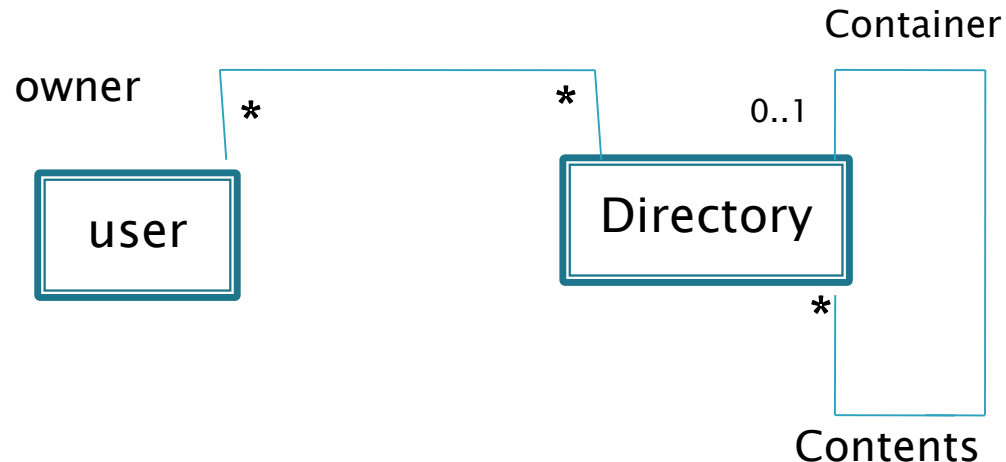 Container
owner
*
*
0..1
user
Directory
*
Contents